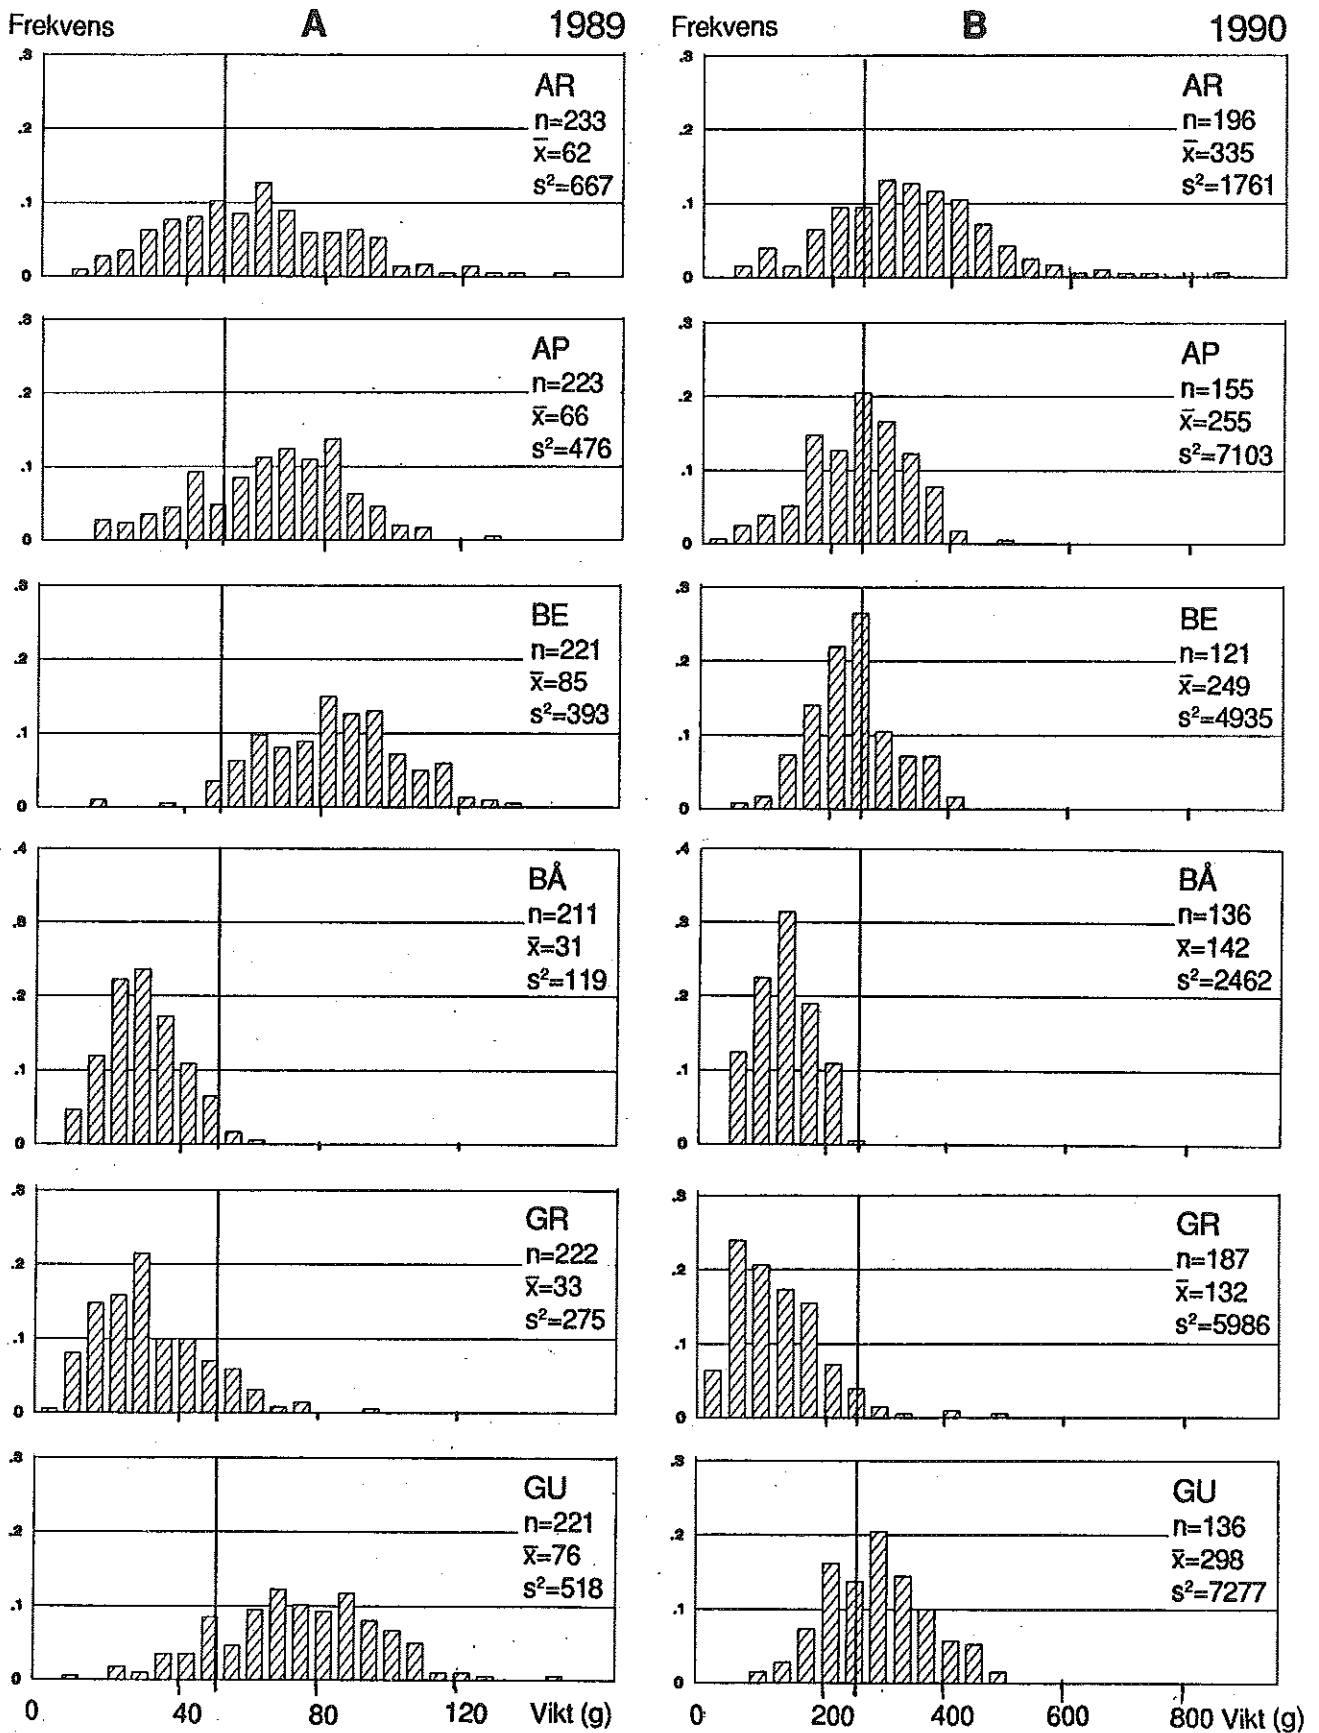 Frekvens A 1989
.3
.2
.1
0
AR
n=233
x̄=62
s²=667
.3
.2
.1
0
AP
n=223
x̄=66
s²=476
.3
.2
.1
0
BE
n=221
x̄=85
s²=393
.4
.3
.2
.1
0
BÅ
n=211
x̄=31
s²=119
.3
.2
.1
0
GR
n=222
x̄=33
s²=275
.3
.2
.1
0
GU
n=221
x̄=76
s²=518
0 40 80 120 Vikt (g)
Frekvens B 1990
.3
.2
.1
0
AR
n=196
x̄=335
s²=1761
.3
.2
.1
0
AP
n=155
x̄=255
s²=7103
.3
.2
.1
0
BE
n=121
x̄=249
s²=4935
.4
.3
.2
.1
0
BÅ
n=136
x̄=142
s²=2462
.3
.2
.1
0
GR
n=187
x̄=132
s²=5986
.3
.2
.1
0
GU
n=136
x̄=298
s²=7277
0 200 400 600 800 Vikt (g)